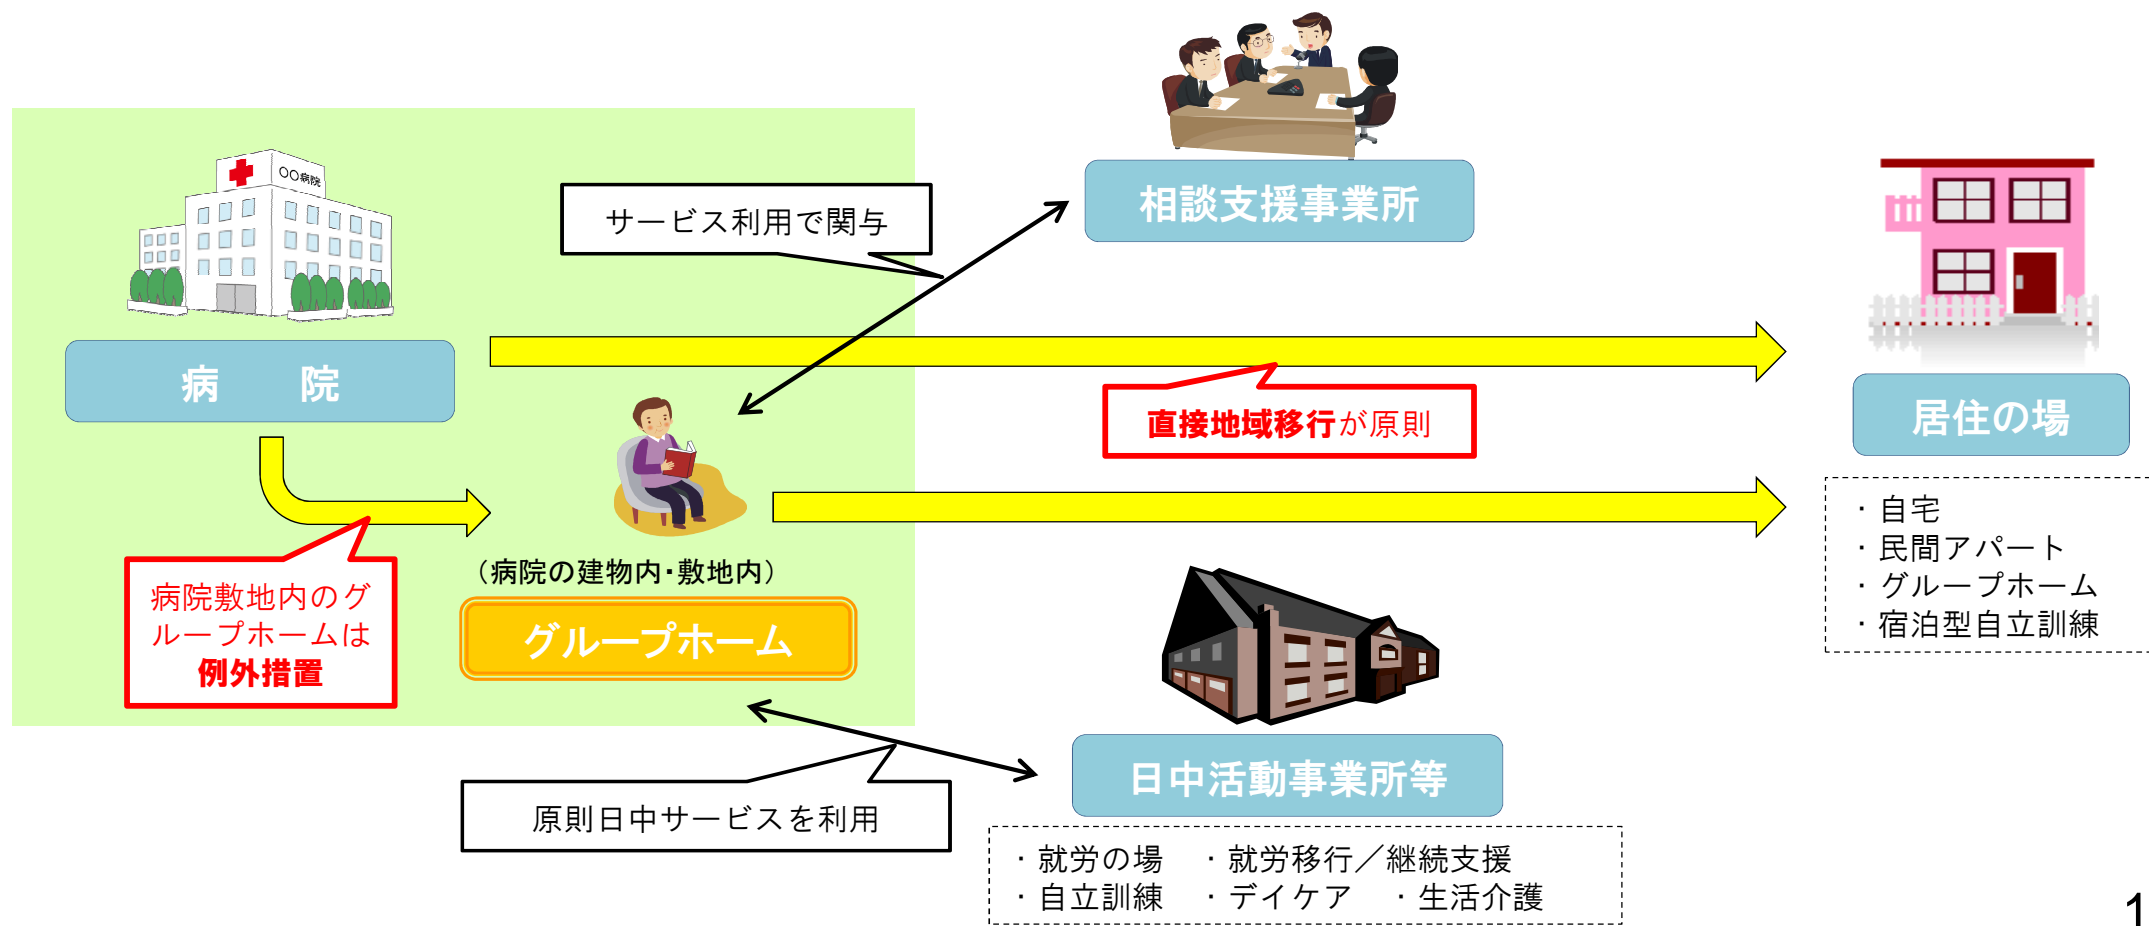 〇〇病院
サービス利用で関与
相談支援事業所
病　　院
直接地域移行が原則
居住の場
・自宅
・民間アパート
・グループホーム
・宿泊型自立訓練
（病院の建物内・敷地内）
グループホーム
病院敷地内のグ
ループホームは
例外措置
原則日中サービスを利用
日中活動事業所等
・就労の場　・就労移行／継続支援
・自立訓練　・デイケア　・生活介護
1